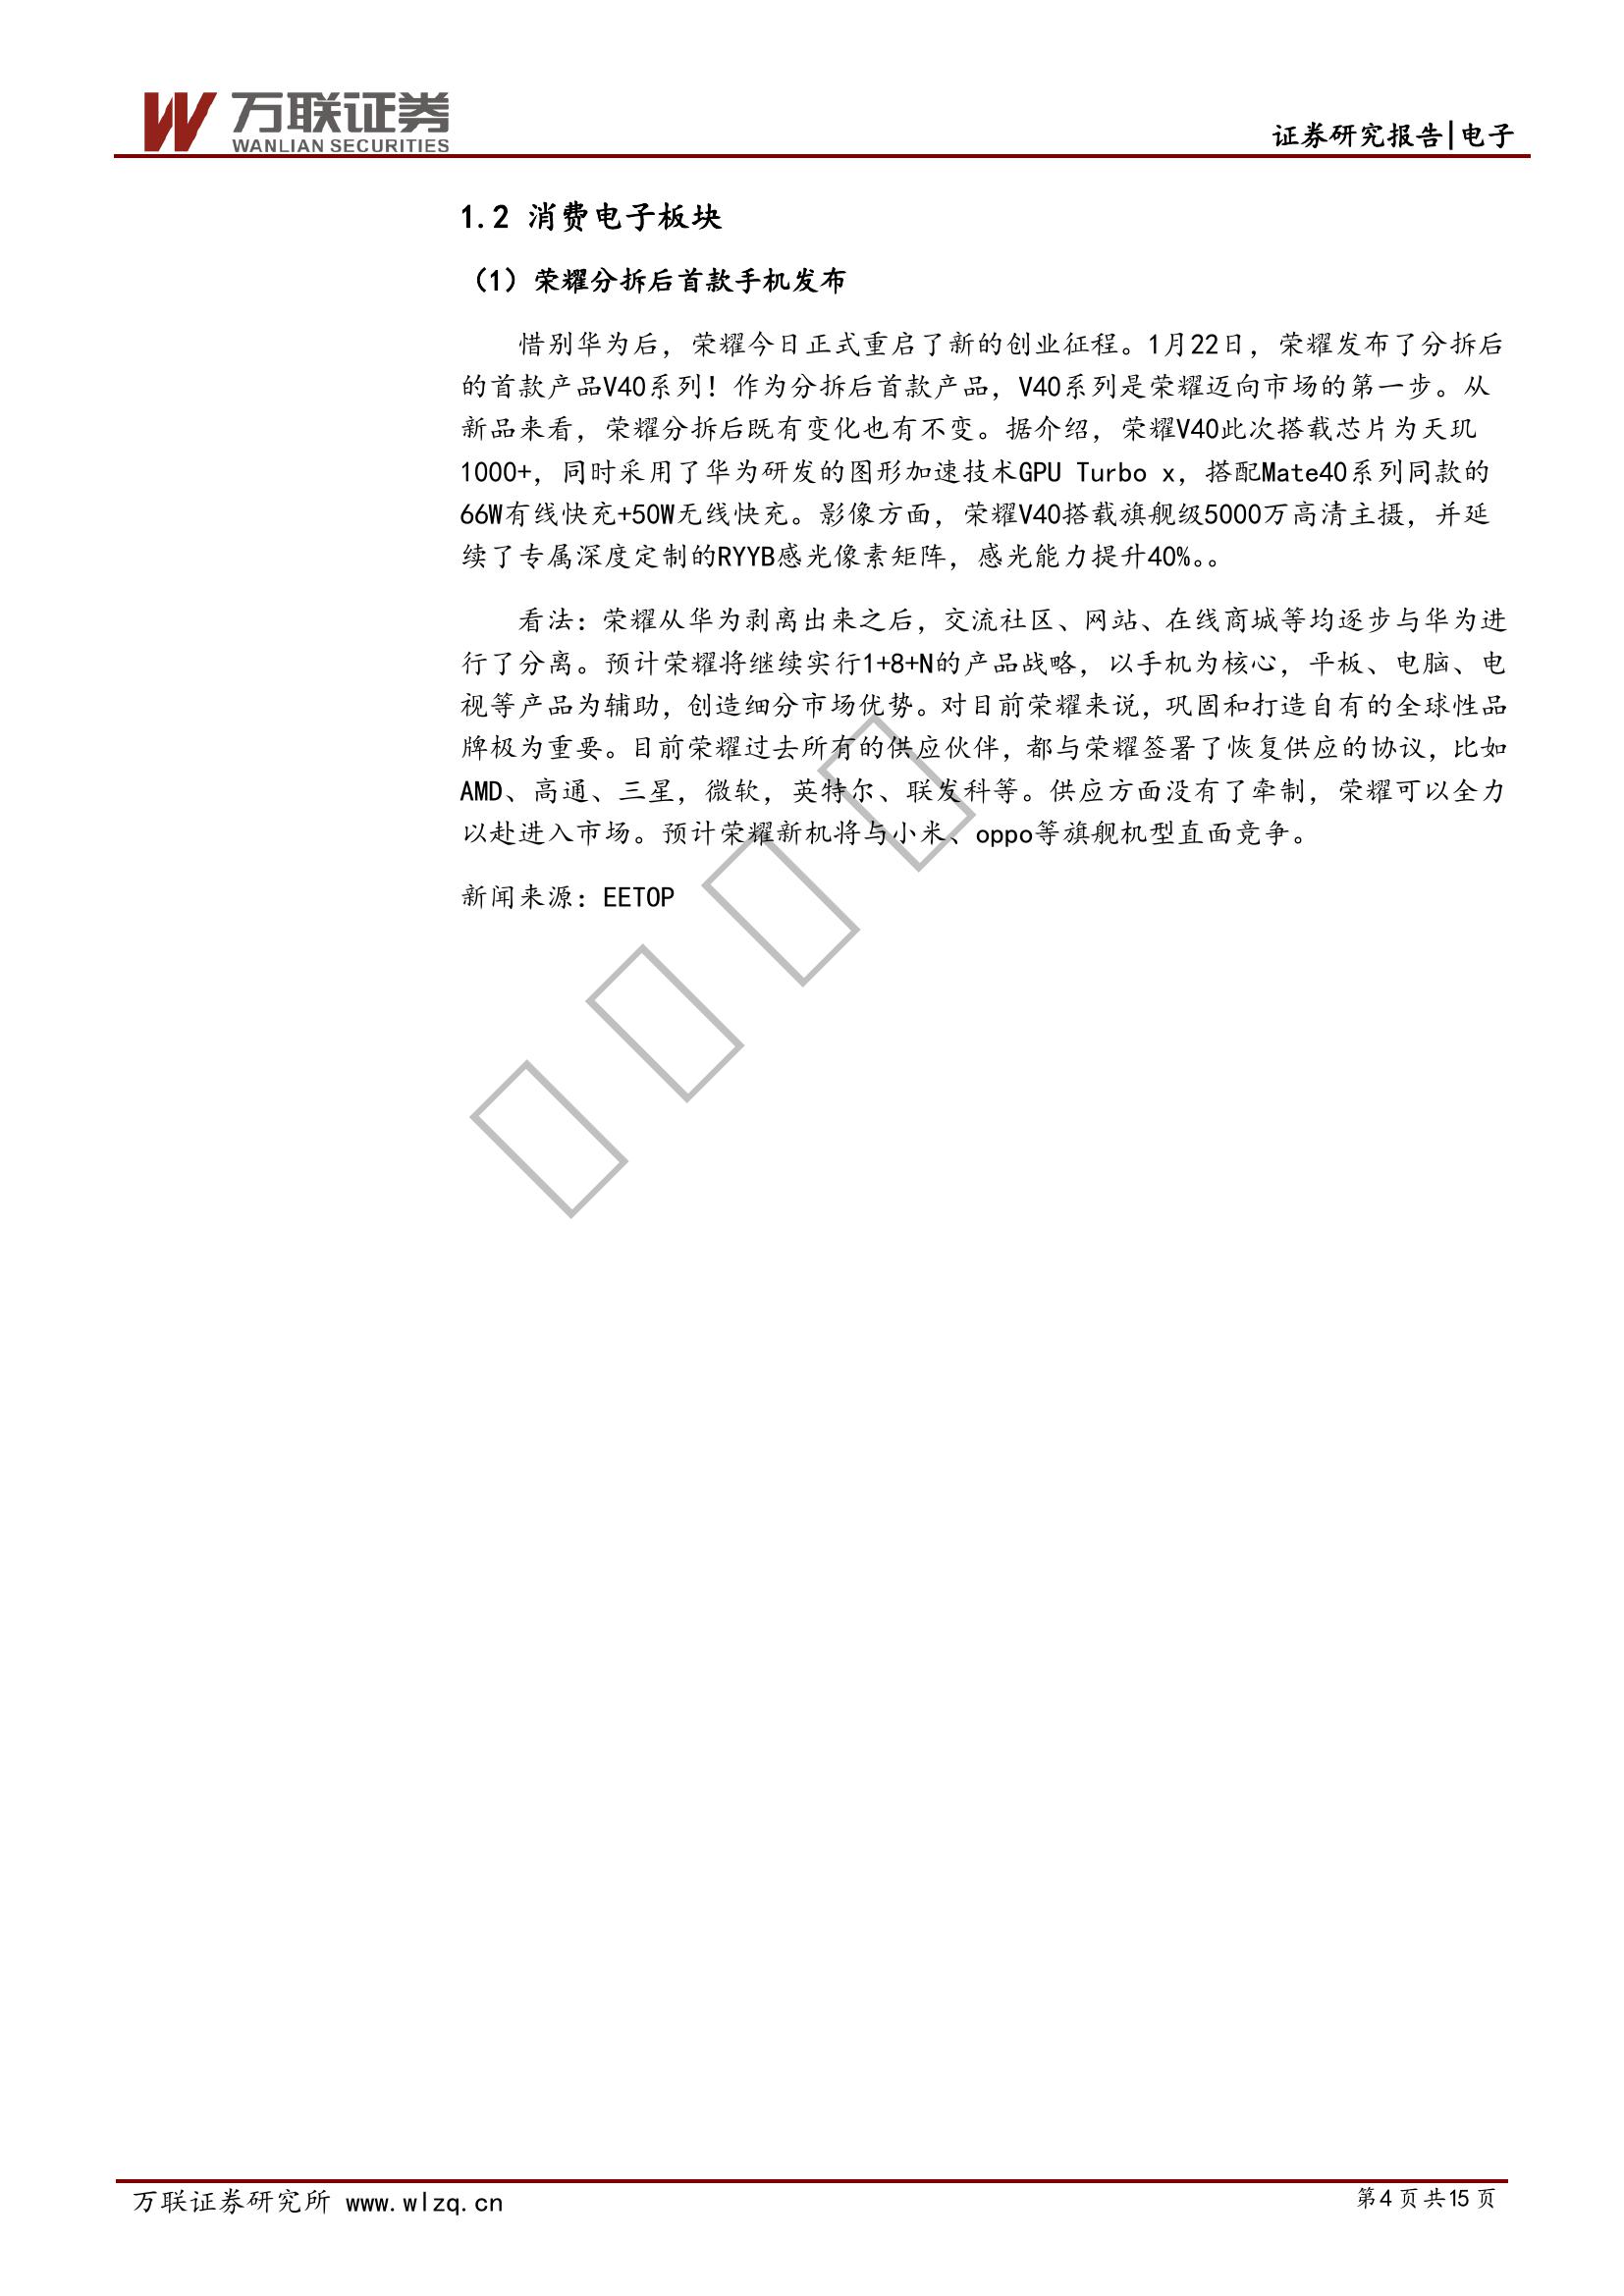 万联证券
WANLIAN SECURITIES
证券研究报告|电子
1.2 消费电子板块
（1）荣耀分拆后首款手机发布
惜别华为后，荣耀今日正式重启了新的创业征程。1月22日，荣耀发布了分拆后
的首款产品V40系列！作为分拆后首款产品，V40系列是荣耀迈向市场的第一步。从
新品来看，荣耀分拆后既有变化也有不变。据介绍，荣耀V40此次搭载芯片为天玑
1000+，同时采用了华为研发的图形加速技术GPU Turbo x，搭配Mate40系列同款的
66W有线快充+50W无线快充。影像方面，荣耀V40搭载旗舰级5000万高清主摄，并延
续了专属深度定制的RYYB感光像素矩阵，感光能力提升40%。。
看法：荣耀从华为剥离出来之后，交流社区、网站、在线商城等均逐步与华为进
行了分离。预计荣耀将继续实行1+8+N的产品战略，以手机为核心，平板、电脑、电
视等产品为辅助，创造细分市场优势。对目前荣耀来说，巩固和打造自有的全球性品
牌极为重要。目前荣耀过去所有的供应伙伴，都与荣耀签署了恢复供应的协议，比如
AMD、高通、三星，微软，英特尔、联发科等。供应方面没有了牵制，荣耀可以全力
以赴进入市场。预计荣耀新机将与小米、oppo等旗舰机型直面竞争。
新闻来源：EETOP
万联证券研究所 www.wlzq.cn
第4页共15页